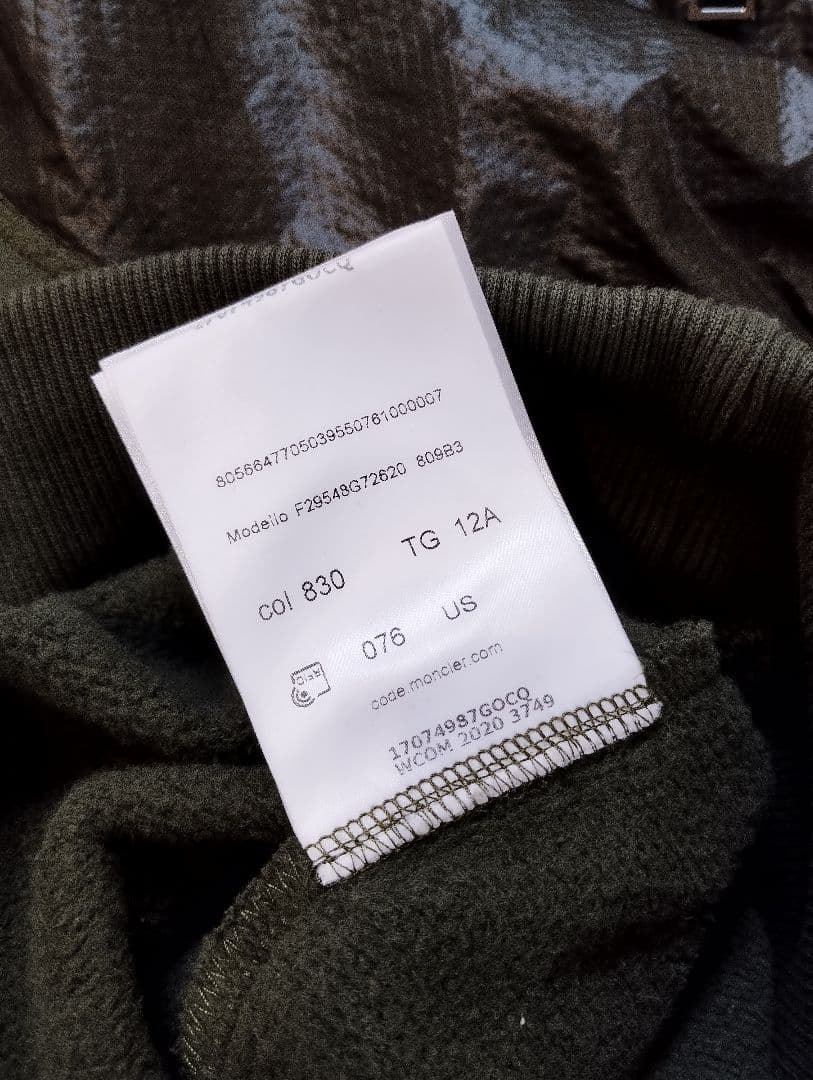 8056647705039550761000007
Modello F29548G72620 809B3
col 830 TG 12A
076 US
code.moncler.com
17074987GOCQ
WCOM 2020 3749